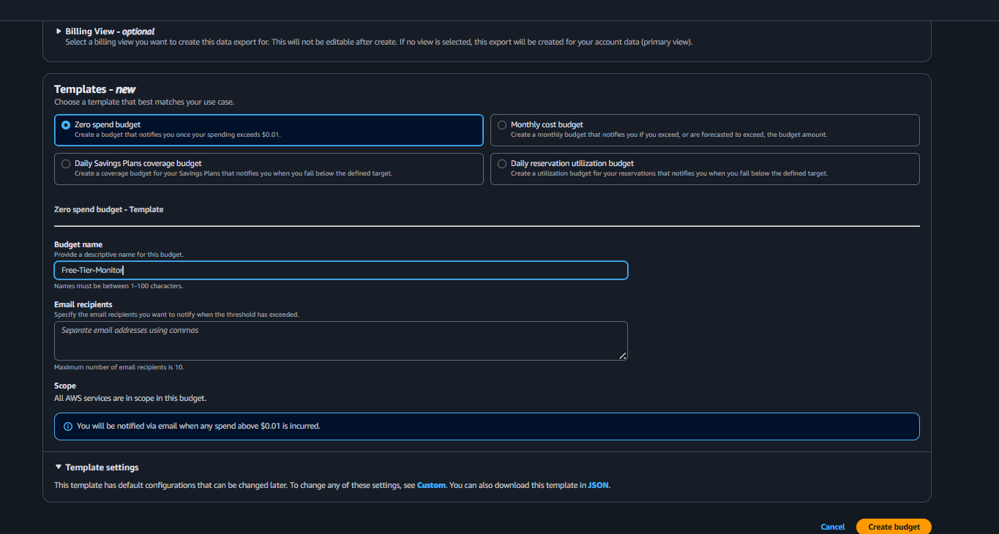 Billing View - optional
Select a billing view you want to create this data export for. This will not be editable after create. If no view is selected, this export will be created for your account data (primary view).
Templates - new
Choose a template that best matches your use case.
Zero spend budget
Create a budget that notifies you once your spending exceeds $0.01.
Monthly cost budget
Create a monthly budget that notifies you if you exceed, or are forecasted to exceed, the budget amount.
Daily Savings Plans coverage budget
Create a coverage budget for your Savings Plans that notifies you when you fall below the defined target.
Daily reservation utilization budget
Create a utilization budget for your reservations that notifies you when you fall below the defined target.
Zero spend budget - Template
Budget name
Provide a descriptive name for this budget.
Free-Tier-Monitor
Names must be between 1-100 characters.
Email recipients
Specify the email recipients you want to notify when the threshold has exceeded.
Separate email addresses using commas
Maximum number of email recipients is 10.
Scope
All AWS services are in scope in this budget.
You will be notified via email when any spend above $0.01 is incurred.
Template settings
This template has default configurations that can be changed later. To change any of these settings, see Custom. You can also download this template in JSON.
Cancel
Create budget